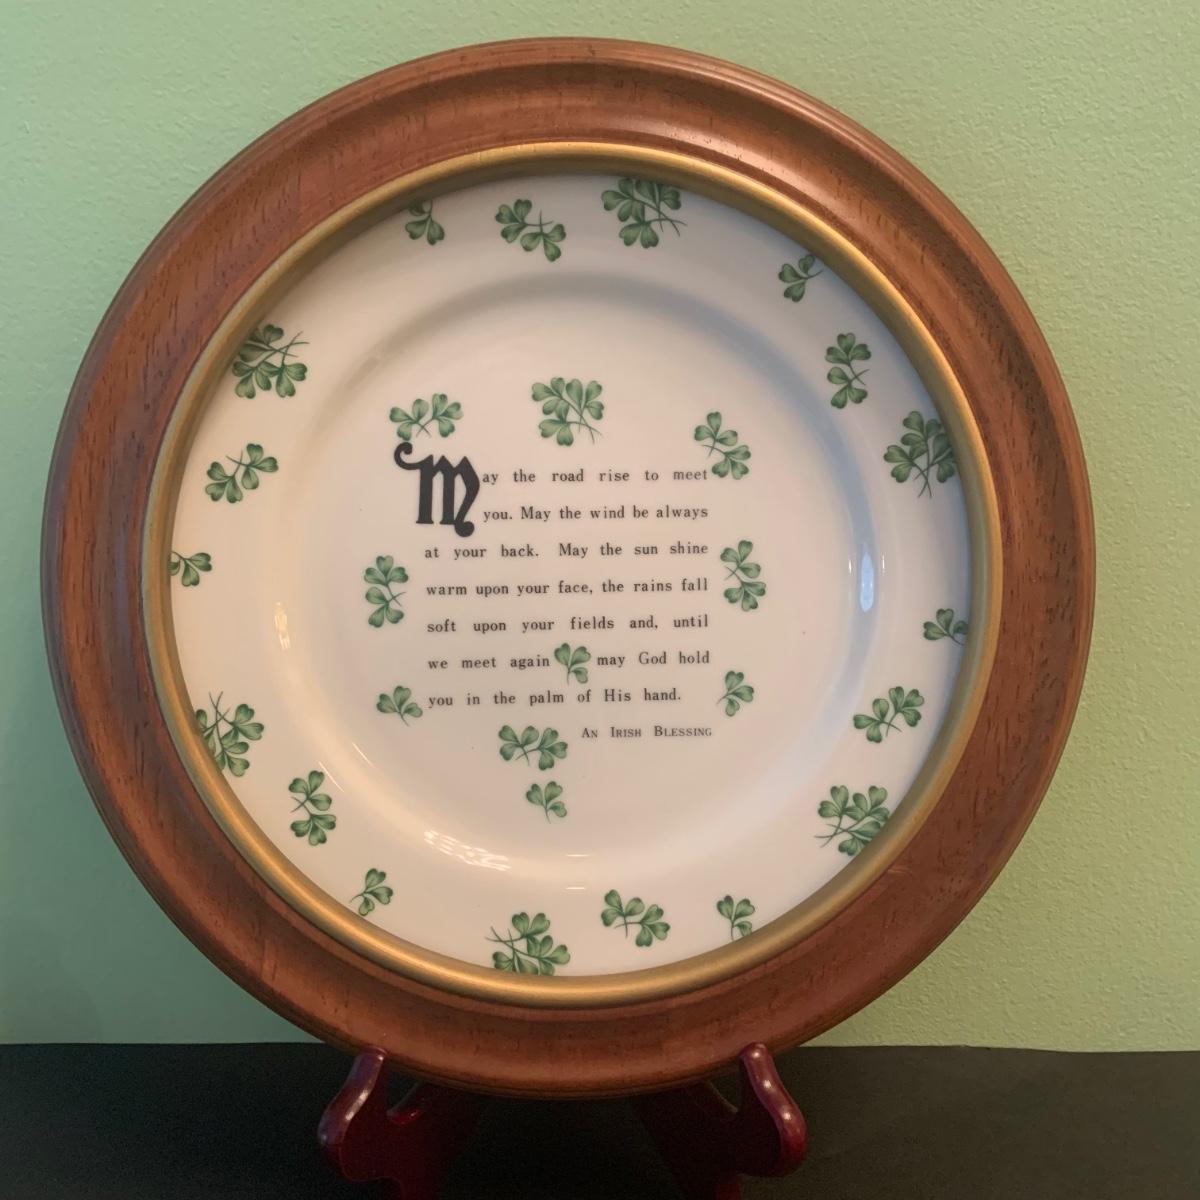 May the road rise to meet
you. May the wind be always
at your back. May the sun shine
warm upon your face, the rains fall
soft upon your fields and, until
we meet again may God hold
you in the palm of His hand.
An Irish Blessing